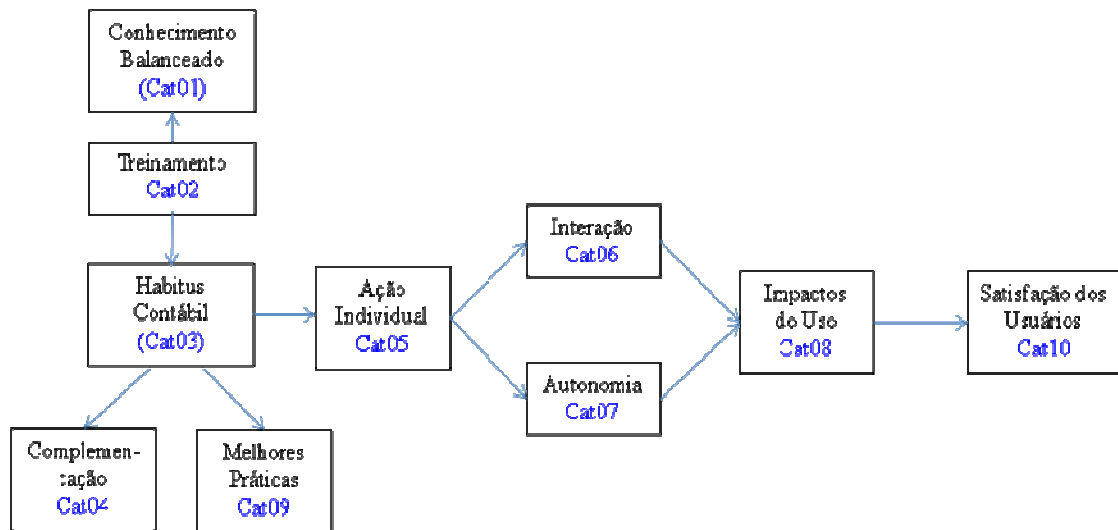 Conhecimento
Balanceado
(Cat01)
Treinamento
Cat02
Habitus
Contábil
(Cat03)
Complemen-
tação
Cat04
Melhores
Práticas
Cat09
Ação
Individual
Cat05
Interação
Cat06
Autonomia
Cat07
Impactos
do Uso
Cat08
Satisfação dos
Usuários
Cat10